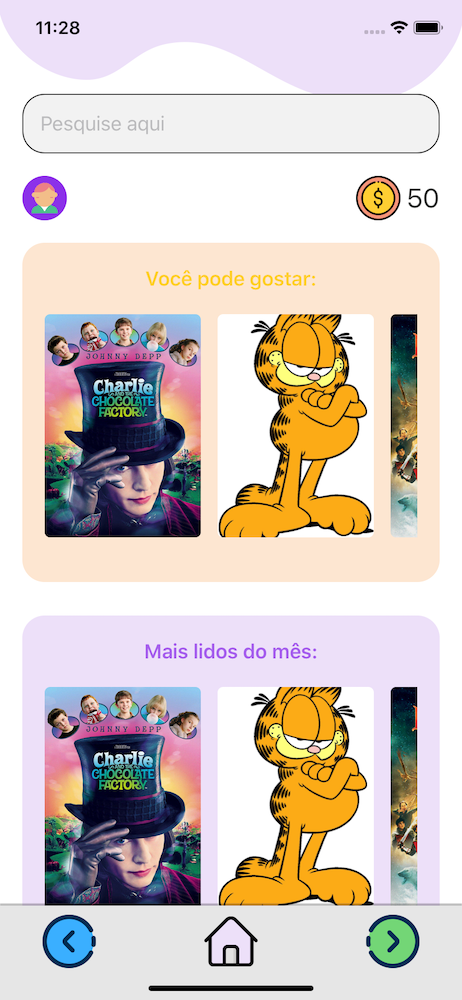 11:28
Pesquise aqui
$ 50
Você pode gostar:
JOHNNY DEPP
Charlie
AND THE
CHOCOLATE
FACTORY
Mais lidos do mês:
JOHNNY DEPP
Charlie
AND THE
CHOCOLATE
FACTORY